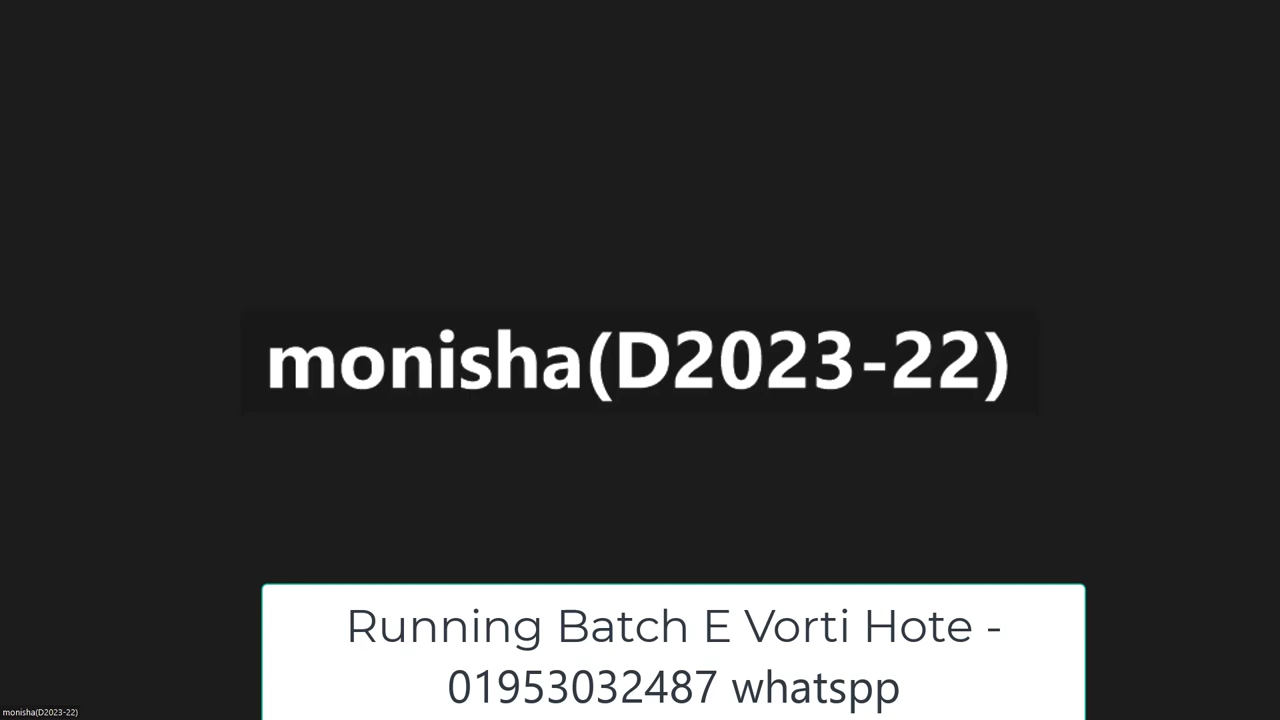 monisha(D2023-22)
Running Batch E Vorti Hote -
01953032487 whatspp
monisha(D2023-22)